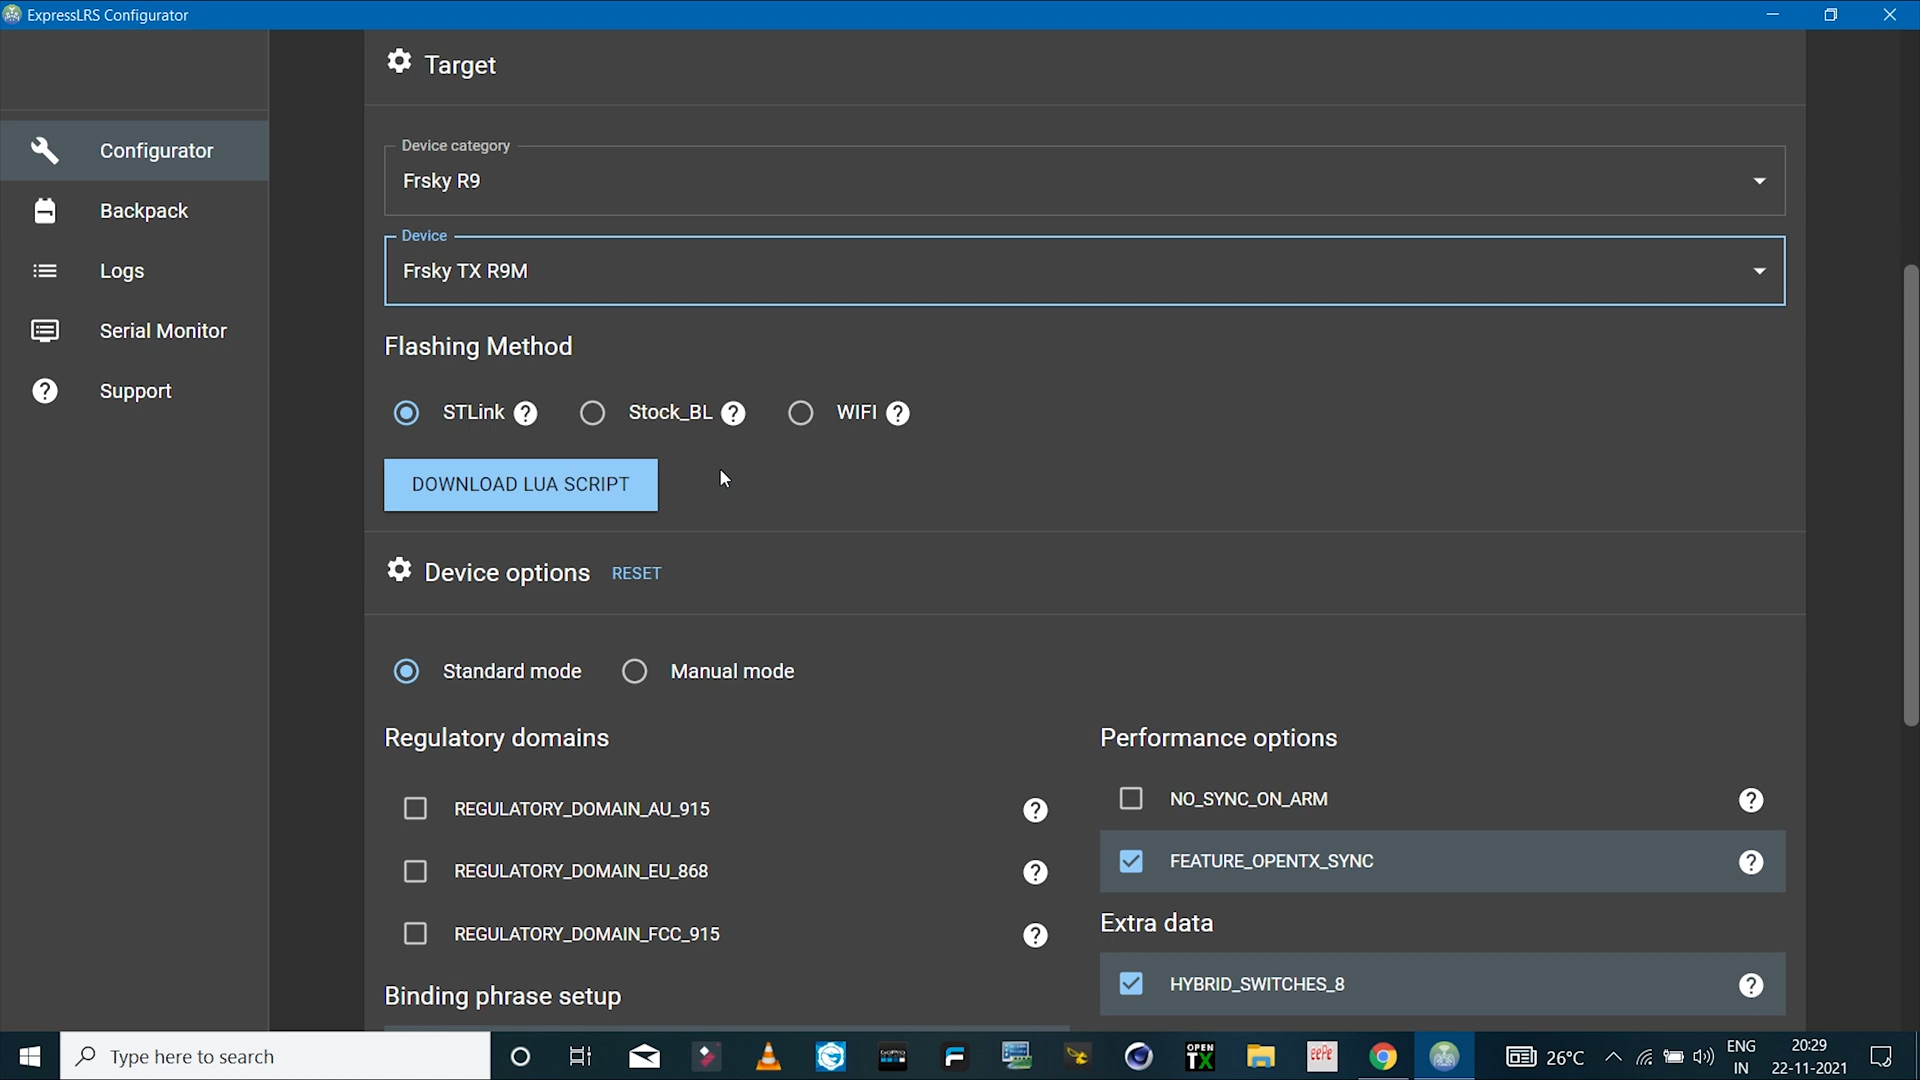 ExpressLRS Configurator
Target
Configurator
Backpack
Logs
Serial Monitor
Support
Device category
Frsky R9
Device
Frsky TX R9M
Flashing Method
STLink ? Stock_BL ? WIFI ?
DOWNLOAD LUA SCRIPT
Device options RESET
Standard mode Manual mode
Regulatory domains
REGULATORY_DOMAIN_AU_915 ?
REGULATORY_DOMAIN_EU_868 ?
REGULATORY_DOMAIN_FCC_915 ?
Binding phrase setup
Performance options
NO_SYNC_ON_ARM ?
FEATURE_OPENTX_SYNC ?
Extra data
HYBRID_SWITCHES_8 ?
Type here to search
GoPro
OPEN
TX
26°C
ENG
IN
20:29
22-11-2021